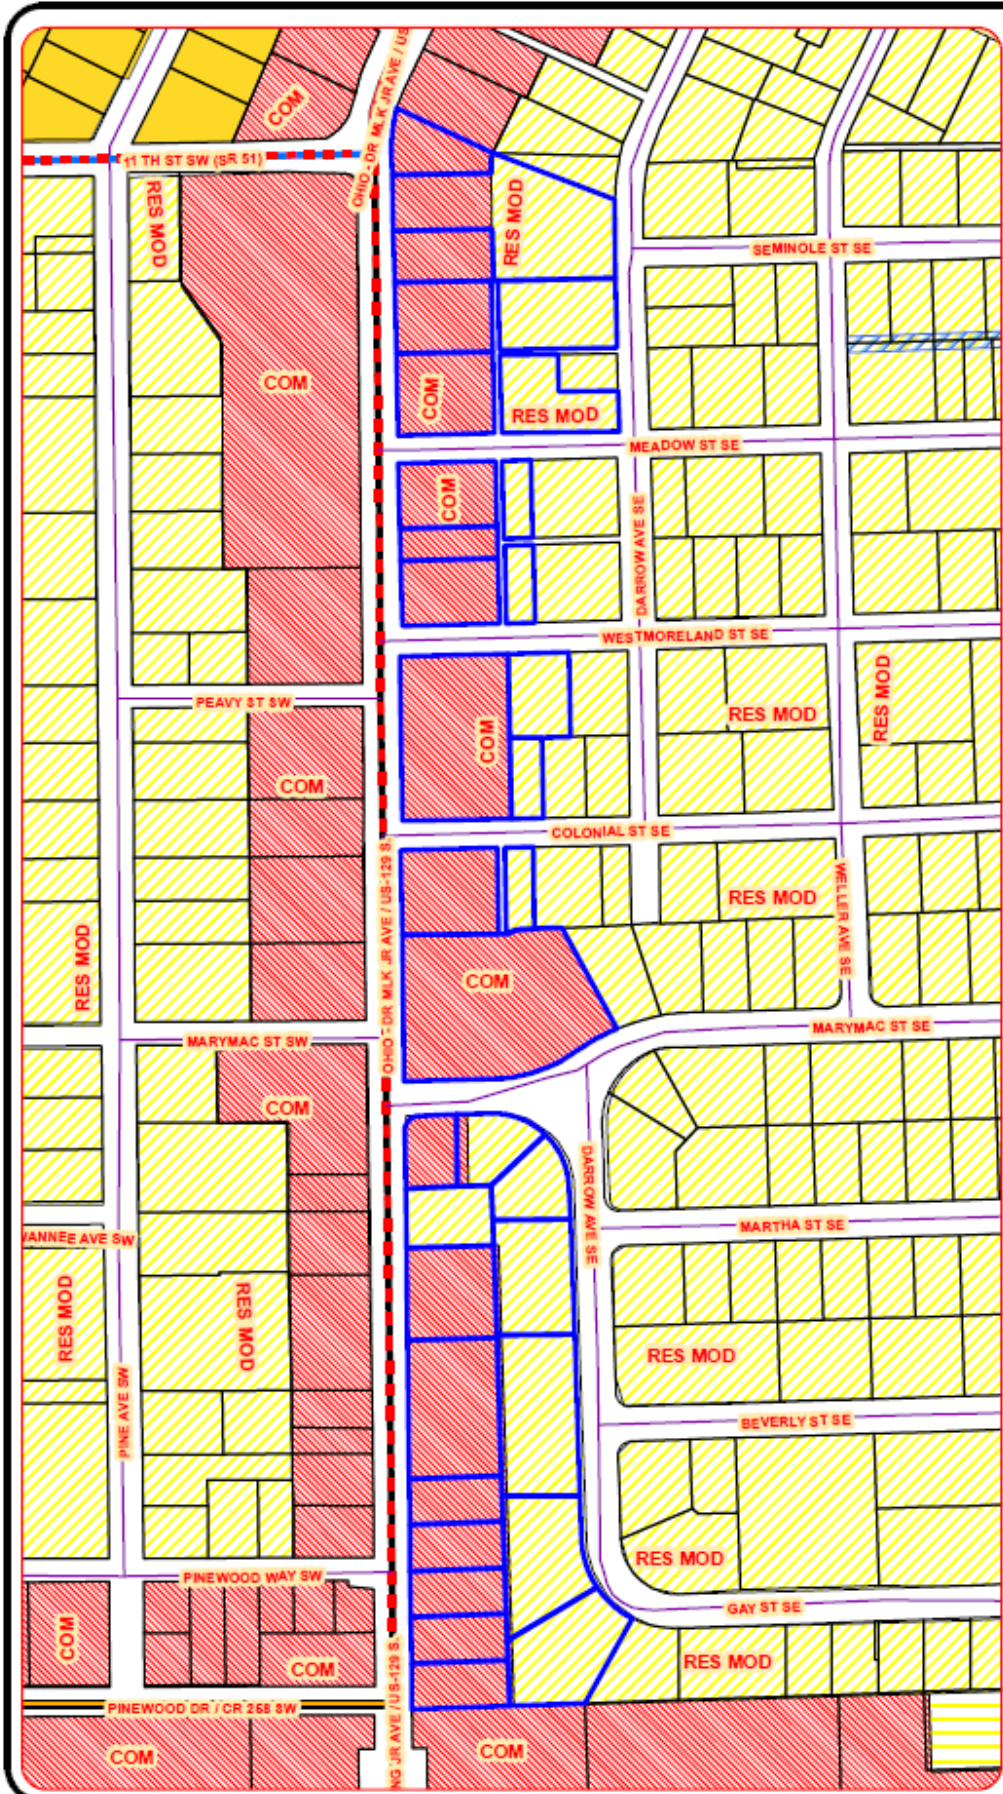 COM
OHIO - DR MLK JR AVE / US
11 TH ST SW (SR 51)
RES MOD
RES MOD
SEMINOLE ST SE
COM
COM
RES MOD
MEADOW ST SE
COM
DARROW AVE SE
WESTMORELAND ST SE
RES MOD
PEAVY ST SW
RES MOD
COM
COM
COLONIAL ST SE
OHIO - DR MLK JR AVE / US-129 S.
WELLER AVE SE
RES MOD
RES MOD
COM
MARYMAC ST SW
MARYMAC ST SE
COM
DARROW AVE SE
MARTHA ST SE
VANNEE AVE SW
RES MOD
RES MOD
RES MOD
PINE AVE SW
BEVERLY ST SE
RES MOD
PINEWOOD WAY SW
GAY ST SE
COM
COM
RES MOD
NG JR AVE / US-129 S.
PINEWOOD DR / CR 268 SW
COM
COM